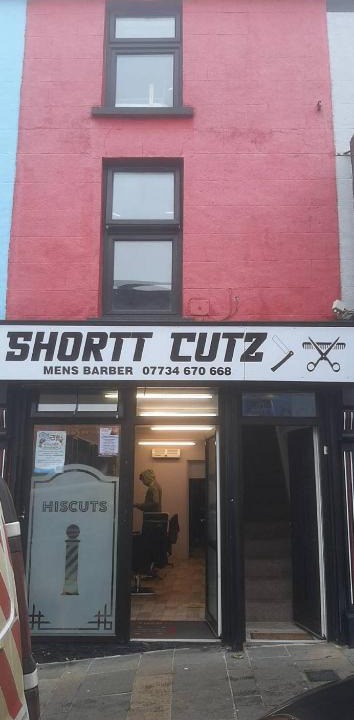 SHORTT CUTZ
MENS BARBER 07734 670 668
HISCUTS